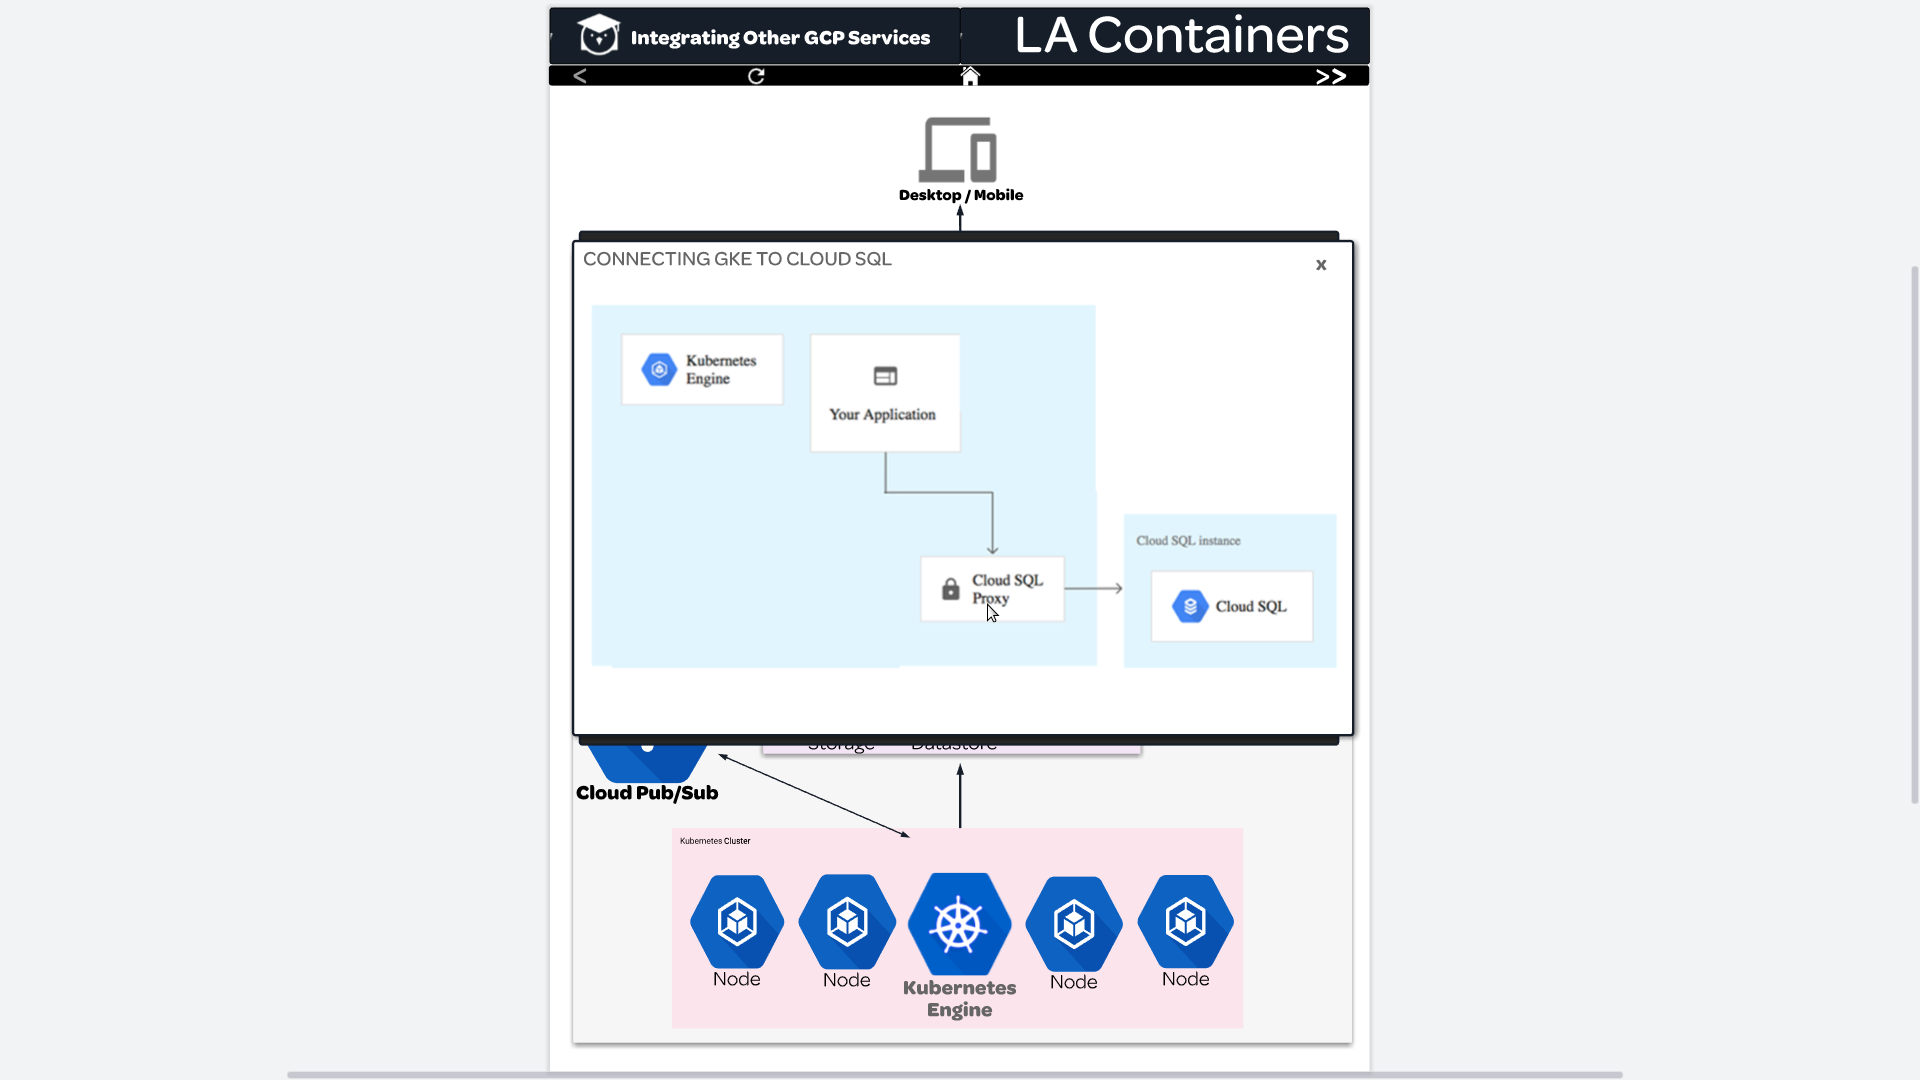 Integrating Other GCP Services
LA Containers
<
>>
Desktop / Mobile
CONNECTING GKE TO CLOUD SQL
x
Kubernetes
Engine
Your Application
Cloud SQL
Proxy
Cloud SQL instance
Cloud SQL
Storage
Datastore
Cloud Pub/Sub
Kubernetes Cluster
Node
Node
Kubernetes
Engine
Node
Node